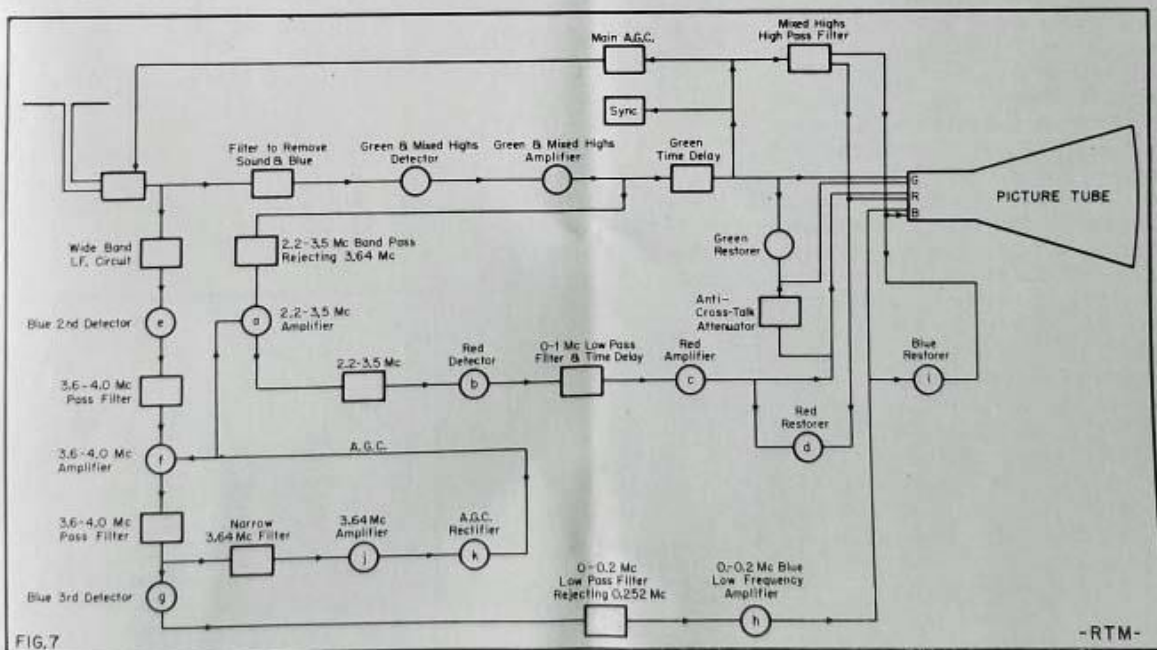 Mixed Highs
High Pass Filter
Main A.G.C.
Sync
Filter to Remove
Sound & Blue
Green & Mixed Highs
Detector
Green & Mixed Highs
Amplifier
Green
Time Delay
G
R
B
PICTURE TUBE
Wide Band
I.F. Circuit
2.2-3.5 Mc Band Pass
Rejecting 3.64 Mc
Green
Restorer
Blue 2nd Detector
e
a
2.2-3.5 Mc
Amplifier
Anti-
Cross-Talk
Attenuator
3.6-4.0 Mc
Pass Filter
2.2-3.5 Mc
Red
Detector
b
0-1 Mc Low Pass
Filter & Time Delay
Red
Amplifier
c
Blue
Restorer
i
Red
Restorer
d
3.6-4.0 Mc
Amplifier
f
A.G.C.
3.6-4.0 Mc
Pass Filter
Narrow
3.64 Mc Filter
3.64 Mc
Amplifier
j
A.G.C.
Rectifier
k
Blue 3rd Detector
g
0-0.2 Mc
Low Pass Filter
Rejecting 0.252 Mc
0-0.2 Mc Blue
Low Frequency
Amplifier
h
FIG. 7
-RTM-